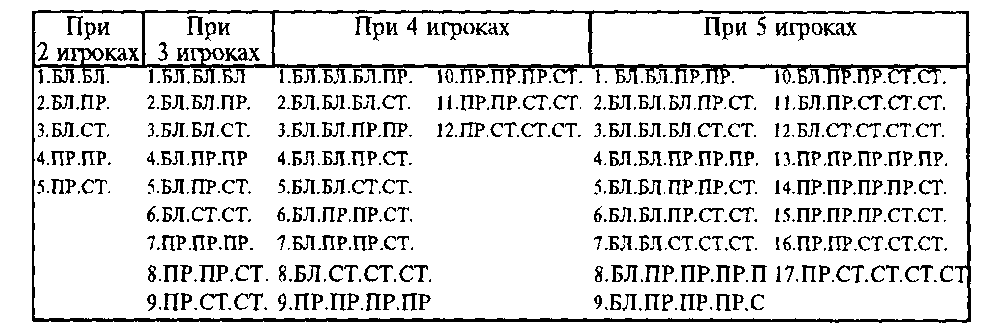 При 2 игроках При 3 игроках При 4 игроках При 5 игроках
1.БЛ.БЛ. 1.БЛ.БЛ.БЛ 1.БЛ.БЛ.БЛ.ПР. 10.ПР.ПР.ПР.СТ. 1. БЛ.БЛ.ПР.ПР. 10.БЛ.ПР.ПР.СТ.СТ.
2.БЛ.ПР. 2.БЛ.БЛ.ПР. 2.БЛ.БЛ.БЛ.СТ. 11.ПР.ПР.СТ.СТ. 2.БЛ.БЛ.БЛ.ПР.СТ. 11.БЛ.ПР.СТ.СТ.СТ.
3.БЛ.СТ. 3.БЛ.БЛ.СТ. 3.БЛ.БЛ.ПР.ПР. 12.ПР.СТ.СТ.СТ. 3.БЛ.БЛ.БЛ.СТ.СТ. 12.БЛ.СТ.СТ.СТ.СТ.
4.ПР.ПР. 4.БЛ.ПР.ПР 4.БЛ.БЛ.ПР.СТ. 4.БЛ.БЛ.ПР.ПР.ПР. 13.ПР.ПР.ПР.ПР.ПР.
5.ПР.СТ. 5.БЛ.ПР.СТ. 5.БЛ.БЛ.СТ.СТ. 5.БЛ.БЛ.ПР.ПР.СТ. 14.ПР.ПР.ПР.ПР.СТ.
6.БЛ.СТ.СТ. 6.БЛ.ПР.ПР.СТ. 6.БЛ.БЛ.ПР.СТ.СТ. 15.ПР.ПР.ПР.СТ.СТ.
7.ПР.ПР.ПР. 7.БЛ.ПР.ПР.СТ. 7.БЛ.БЛ.СТ.СТ.СТ. 16.ПР.ПР.СТ.СТ.СТ.
8.ПР.ПР.СТ. 8.БЛ.СТ.СТ.СТ. 8.БЛ.ПР.ПР.ПР.П 17.ПР.СТ.СТ.СТ.СТ
9.ПР.СТ.СТ. 9.ПР.ПР.ПР.ПР 9.БЛ.ПР.ПР.ПР.С